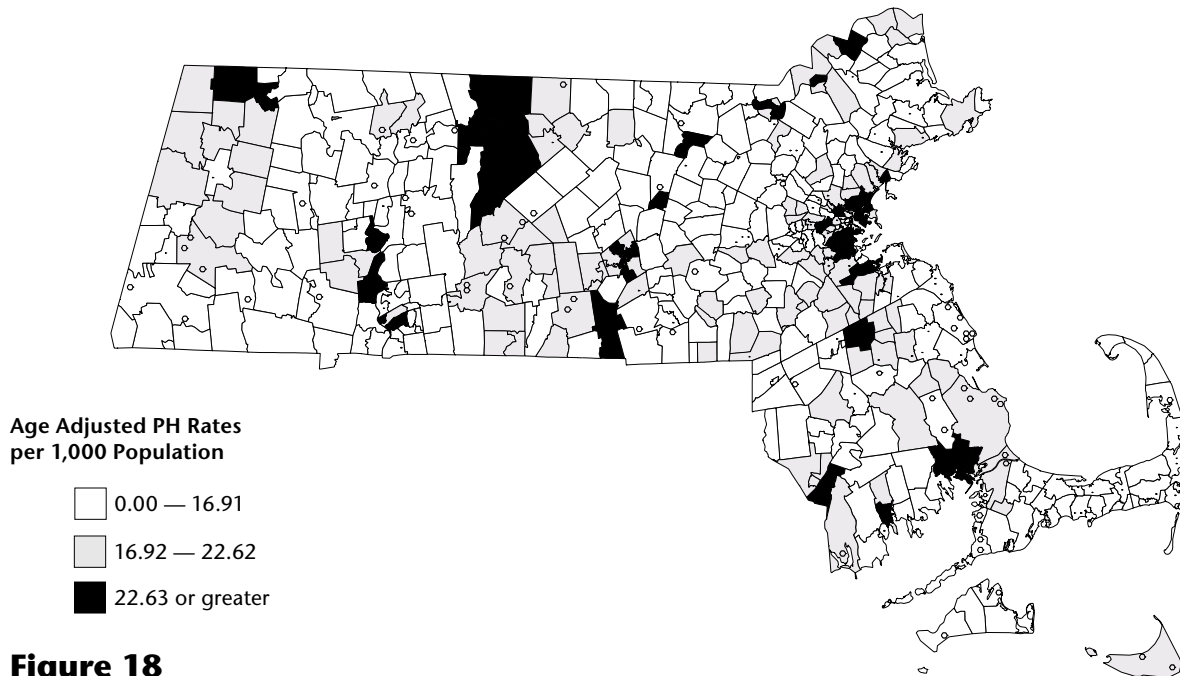 Age Adjusted PH Rates
per 1,000 Population
0.00 — 16.91
16.92 — 22.62
22.63 or greater
Figure 18